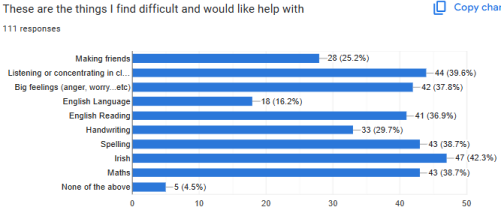 These are the things I find difficult and would like help with
Copy char
111 responses
Making friends
28 (25.2%)
Listening or concentrating in cl...
44 (39.6%)
Big feelings (anger, worry...etc)
42 (37.8%)
English Language
18 (16.2%)
English Reading
41 (36.9%)
Handwriting
33 (29.7%)
Spelling
43 (38.7%)
Irish
47 (42.3%)
Maths
43 (38.7%)
None of the above
5 (4.5%)
0 10 20 30 40 50